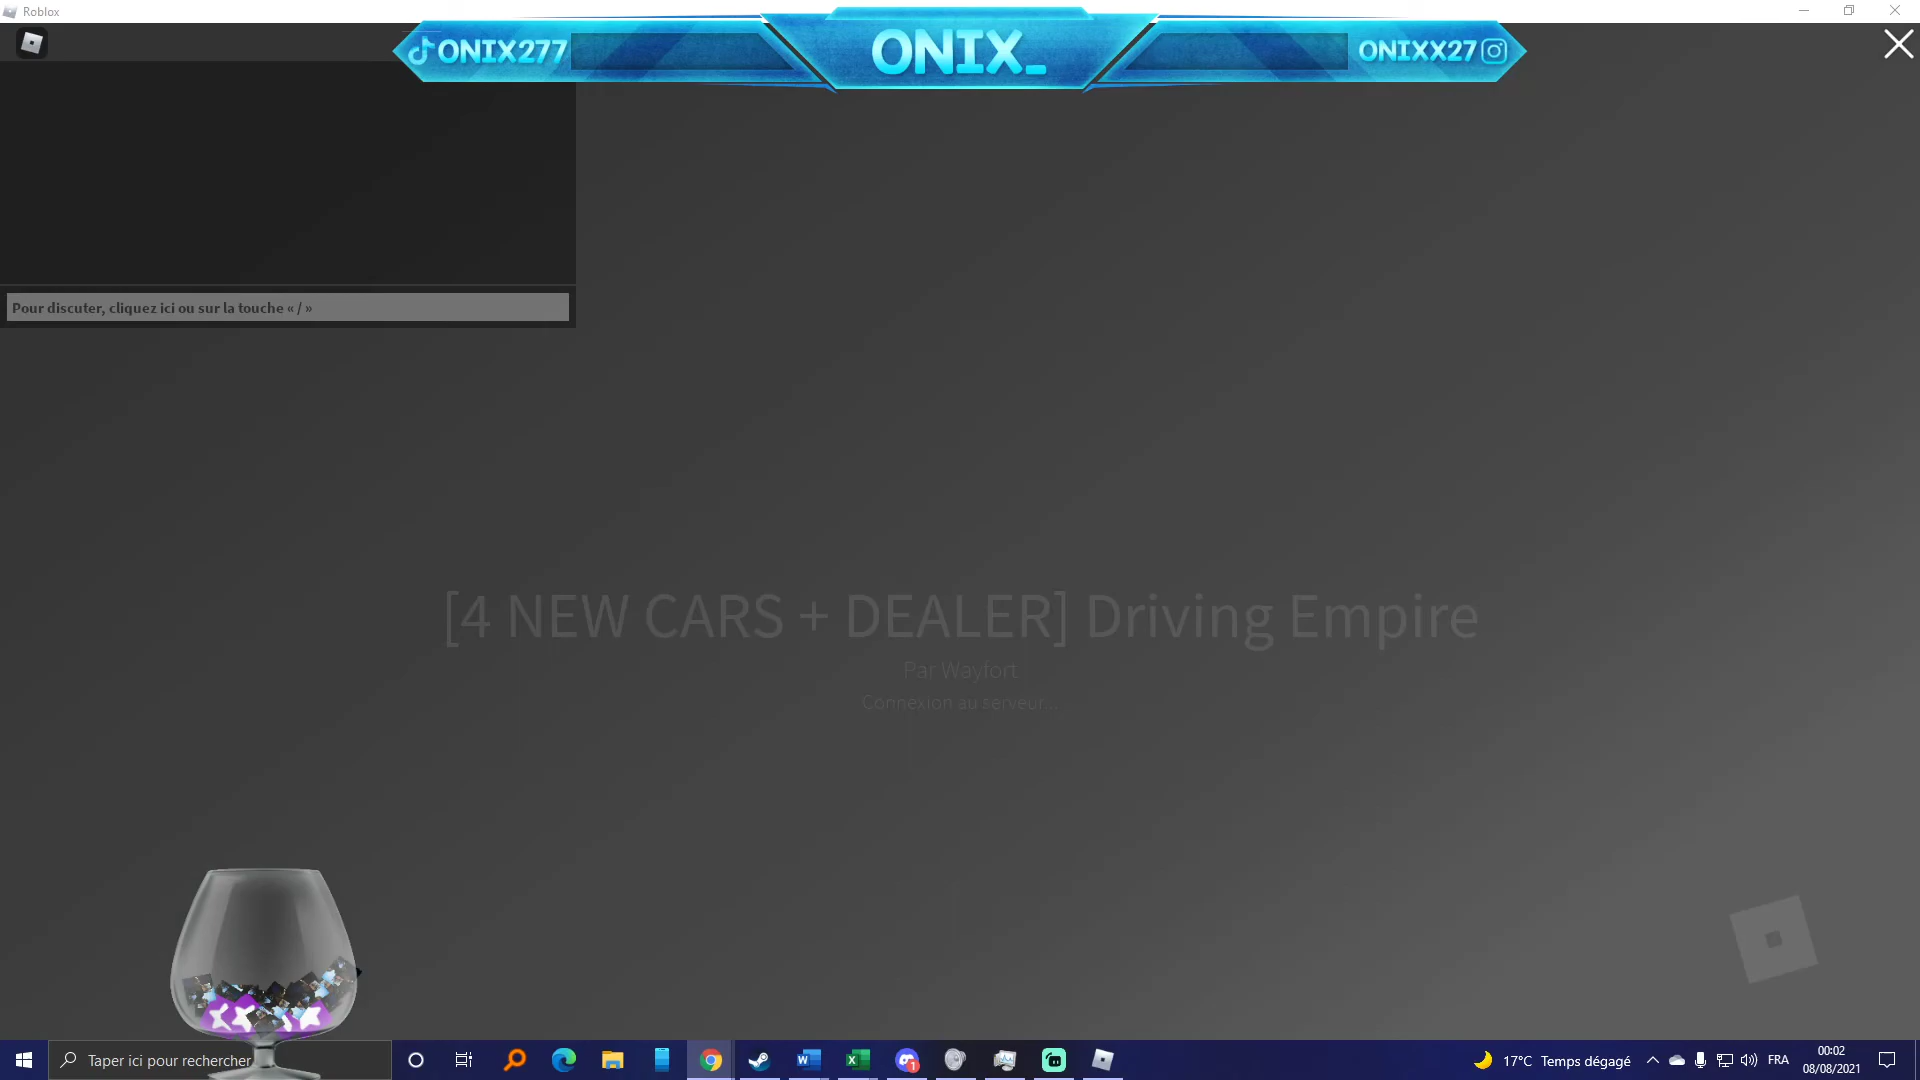 Roblox
ONIX277
ONIX_
ONIXX27
Pour discuter, cliquez ici ou sur la touche « / »
[4 NEW CARS + DEALER] Driving Empire
Par Wayfort
Connexion au serveur...
Taper ici pour rechercher
1
17°C Temps dégagé
FRA
00:02
08/08/2021